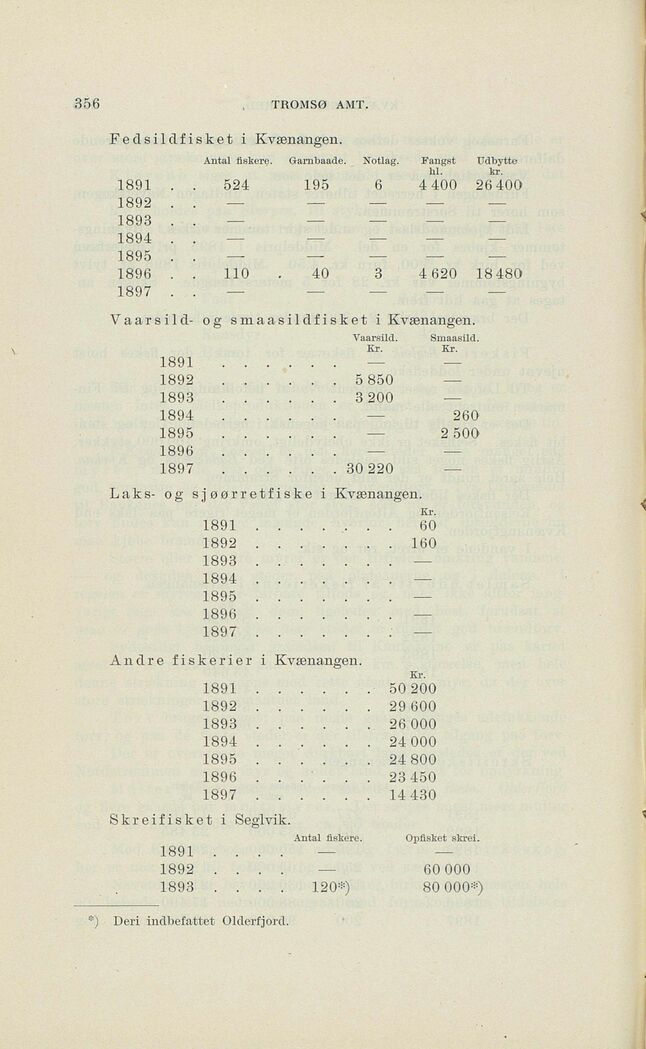 356 TROMSØ AMT.
Fedsildfisket i Kvænangen.
Antal fiskere. Garnbaade. Notlag. Fangst Udbytte
hl. kr.
1891 . . 524 195 6 4 400 26 400
1892 . . — — — — —
1893 . . — — — — —
1894 . . — — — — —
1895 . . — — — — —
1896 . . 110 . 40 3 4 620 18 480
1897 . . — — — — —
Vaarsild- og smaasildfisket i Kvænangen.
Vaarsild. Smaasild.
Kr. Kr.
1891 . . . . . . — —
1892 . . . . . . 5 850 —
1893 . . . . . . 3 200 —
1894 . . . . . . — 260
1895 . . . . . . — 2 500
1896 . . . . . . — —
1897 . . . . . . 30 220 —
Laks- og sjøørretfiske i Kvænangen.
Kr.
1891 . . . . . . . 60
1892 . . . . . . . 160
1893 . . . . . . . —
1894 . . . . . . . —
1895 . . . . . . . —
1896 . . . . . . . —
1897 . . . . . . . —
Andre fiskerier i Kvænangen.
Kr.
1891 . . . . . . 50 200
1892 . . . . . . 29 600
1893 . . . . . . 26 000
1894 . . . . . . 24 000
1895 . . . . . . 24 800
1896 . . . . . . 23 450
1897 . . . . . . 14 430
Skreifisket i Seglvik.
Antal fiskere. Opfisket skrei.
1891 . . . . — —
1892 . . . . — 60 000
1893 . . . . 120*) 80 000*)
*) Deri indbefattet Olderfjord.